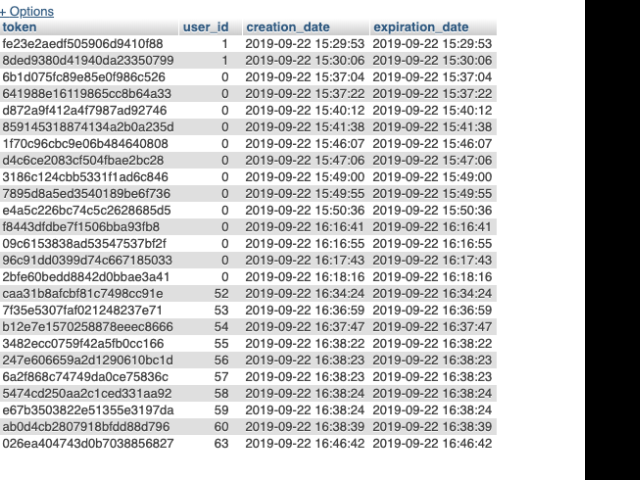 + Options
token user_id creation_date expiration_date
fe23e2aedf505906d9410f88 1 2019-09-22 15:29:53 2019-09-22 15:29:53
8ded9380d41940da23350799 1 2019-09-22 15:30:06 2019-09-22 15:30:06
6b1d075fc89e85e0f986c526 0 2019-09-22 15:37:04 2019-09-22 15:37:04
641988e16119865cc8b64a33 0 2019-09-22 15:37:22 2019-09-22 15:37:22
d872a9f412a4f7987ad92746 0 2019-09-22 15:40:12 2019-09-22 15:40:12
859145318874134a2b0a235d 0 2019-09-22 15:41:38 2019-09-22 15:41:38
1f70c96cbc9e06b484640808 0 2019-09-22 15:46:07 2019-09-22 15:46:07
d4c6ce2083cf504fbae2bc28 0 2019-09-22 15:47:06 2019-09-22 15:47:06
3186c124cbb5331f1ad6c846 0 2019-09-22 15:49:00 2019-09-22 15:49:00
7895d8a5ed3540189be6f736 0 2019-09-22 15:49:55 2019-09-22 15:49:55
e4a5c226bc74c5c2628685d5 0 2019-09-22 15:50:36 2019-09-22 15:50:36
f8443dfdbe7f1506bba93fb8 0 2019-09-22 16:16:41 2019-09-22 16:16:41
09c6153838ad53547537bf2f 0 2019-09-22 16:16:55 2019-09-22 16:16:55
96c91dd0399d74c667185033 0 2019-09-22 16:17:43 2019-09-22 16:17:43
2bfe60bedd8842d0bbae3a41 0 2019-09-22 16:18:16 2019-09-22 16:18:16
caa31b8afcbf81c7498cc91e 52 2019-09-22 16:34:24 2019-09-22 16:34:24
7f35e5307faf021248237e71 53 2019-09-22 16:36:59 2019-09-22 16:36:59
b12e7e1570258878eeec8666 54 2019-09-22 16:37:47 2019-09-22 16:37:47
3482ecc0759f42a5fb0cc166 55 2019-09-22 16:38:22 2019-09-22 16:38:22
247e606659a2d1290610bc1d 56 2019-09-22 16:38:23 2019-09-22 16:38:23
6a2f868c74749da0ce75836c 57 2019-09-22 16:38:23 2019-09-22 16:38:23
5474cd250aa2c1ced331aa92 58 2019-09-22 16:38:24 2019-09-22 16:38:24
e67b3503822e51355e3197da 59 2019-09-22 16:38:24 2019-09-22 16:38:24
ab0d4cb2807918bfdd88d796 60 2019-09-22 16:38:39 2019-09-22 16:38:39
026ea404743d0b7038856827 63 2019-09-22 16:46:42 2019-09-22 16:46:42